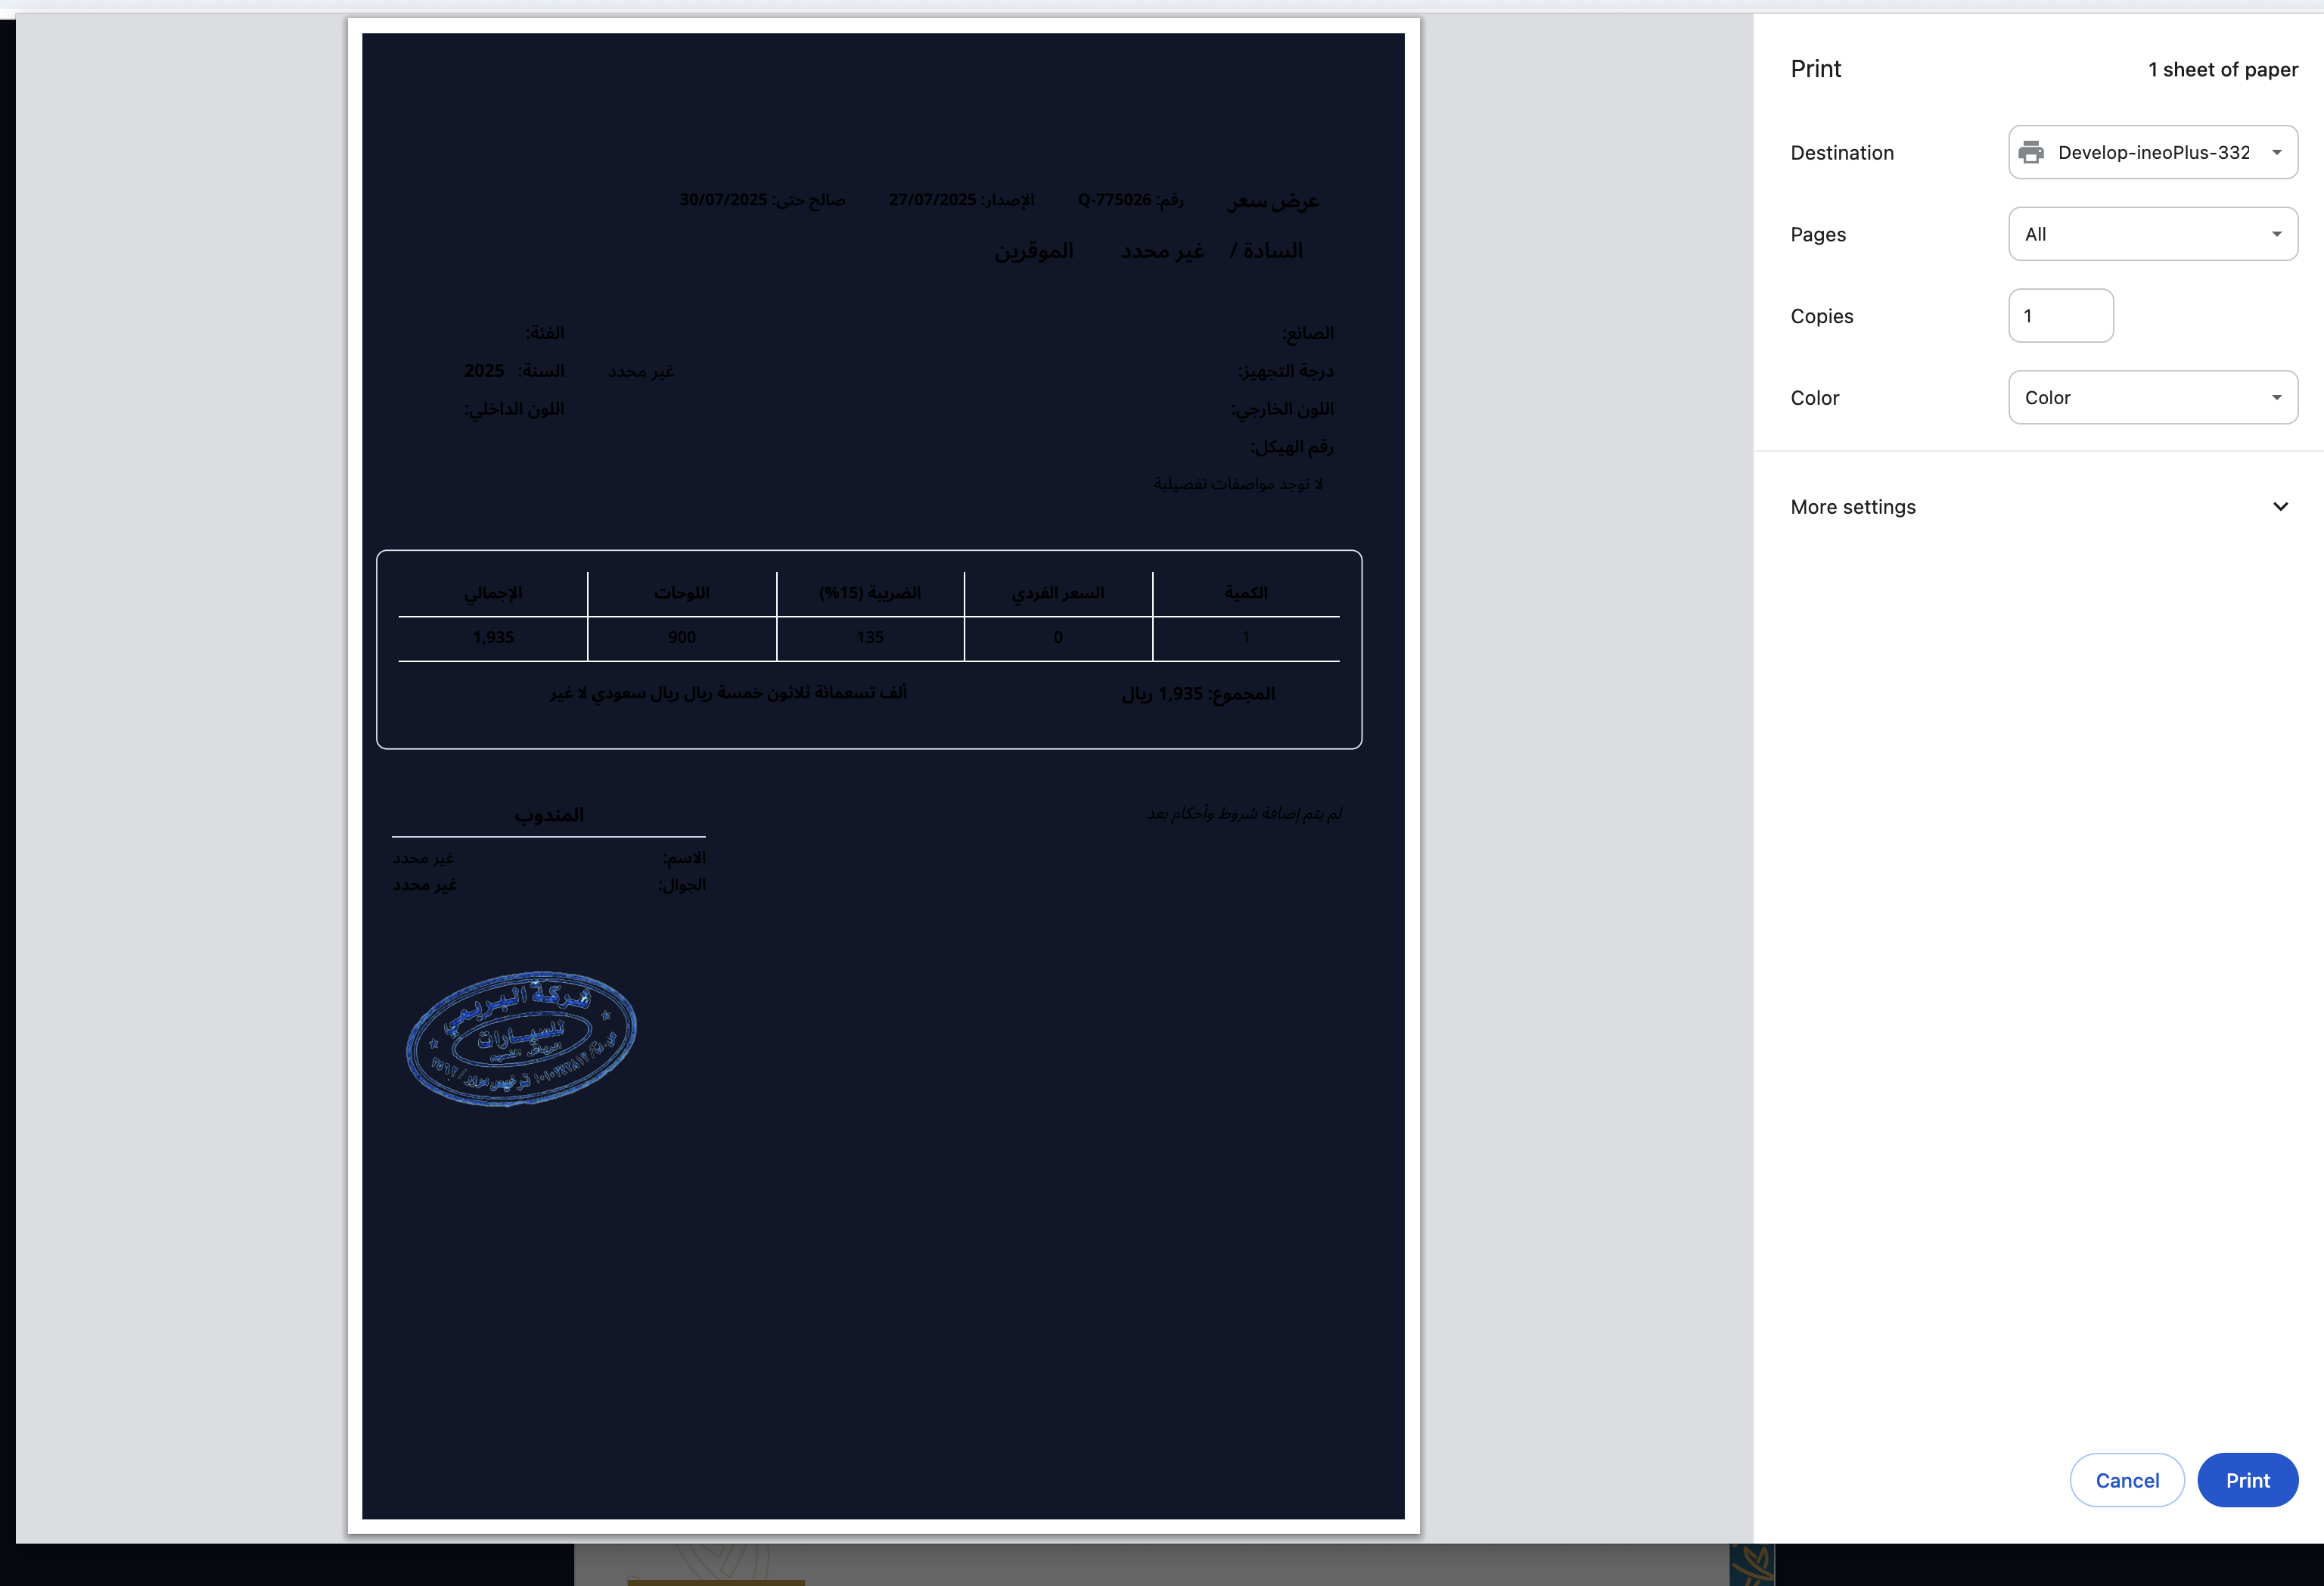 Print
1 sheet of paper
Destination
Develop-ineoPlus-332
Pages
All
Copies
1
Color
Color
More settings
Cancel
Print
عرض سعر رقم: Q-775026 الإصدار: 27/07/2025 صالح حتى: 30/07/2025
السادة / غير محدد الموقرين
الصانع: الفئة:
درجة التجهيز: غير محدد السنة: 2025
اللون الخارجي: اللون الداخلي:
رقم الهيكل:
لا توجد مواصفات تفصيلية
الكمية السعر الفردي الضريبة (15%) اللوحات الإجمالي
1 0 135 900 1,935
المجموع: 1,935 ريال ألف تسعمائة ثلاثون خمسة ريال ريال سعودي لا غير
لم يتم إضافة شروط وأحكام بعد
المندوب
الاسم: غير محدد
الجوال: غير محدد
شركة البريمي
للسيارات
الرياض النسيم